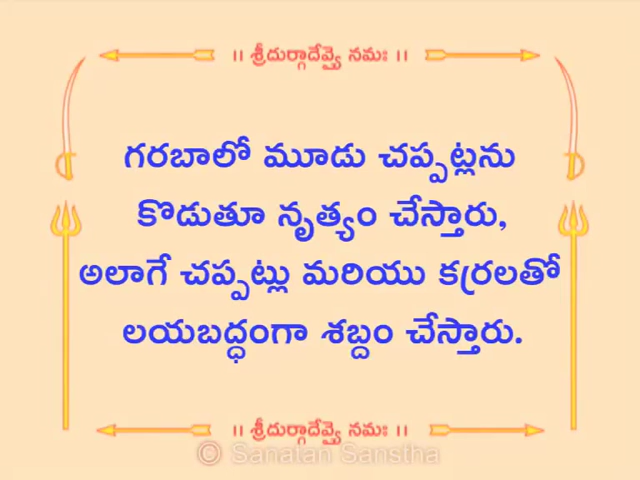 ।। శ్రీదుర్గాదేవ్యై నమః ।।
గరబాలో మూడు చప్పట్లను
కొడుతూ నృత్యం చేస్తారు,
అలాగే చప్పట్లు మరియు కర్రలతో
లయబద్ధంగా శబ్దం చేస్తారు.
।। శ్రీదుర్గాదేవ్యై నమః ।।
© Sanatan Sanstha